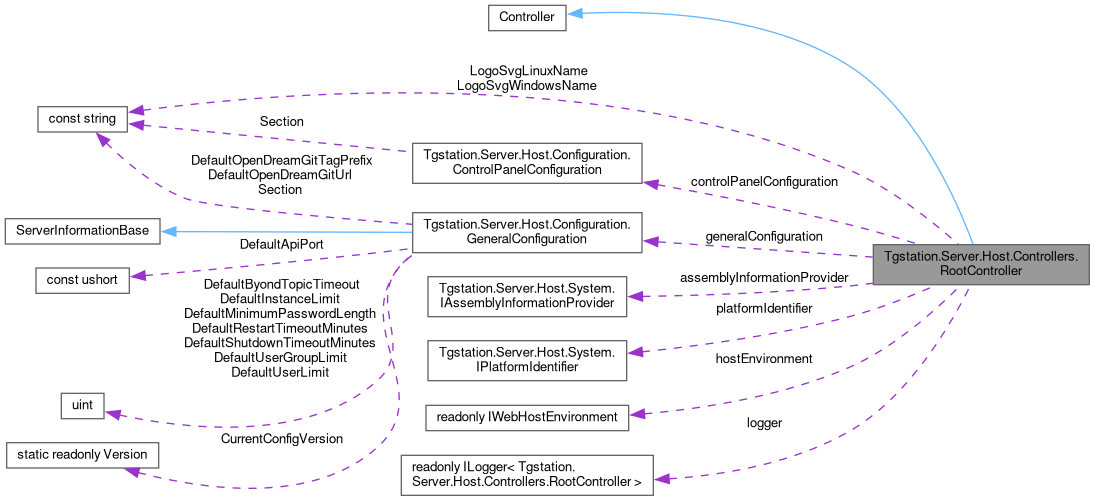 Controller
LogoSvgLinuxName
LogoSvgWindowsName
const string
Section
Tgstation.Server.Host.Configuration.
ControlPanelConfiguration
DefaultOpenDreamGitTagPrefix
DefaultOpenDreamGitUrl
Section
controlPanelConfiguration
ServerInformationBase
Tgstation.Server.Host.Configuration.
GeneralConfiguration
generalConfiguration
Tgstation.Server.Host.Controllers.
RootController
DefaultApiPort
const ushort
assemblyInformationProvider
Tgstation.Server.Host.System.
IAssemblyInformationProvider
DefaultByondTopicTimeout
DefaultInstanceLimit
DefaultMinimumPasswordLength
DefaultRestartTimeoutMinutes
DefaultShutdownTimeoutMinutes
DefaultUserGroupLimit
DefaultUserLimit
platformIdentifier
Tgstation.Server.Host.System.
IPlatformIdentifier
hostEnvironment
uint
readonly IWebHostEnvironment
logger
CurrentConfigVersion
static readonly Version
readonly ILogger< Tgstation.
Server.Host.Controllers.RootController >